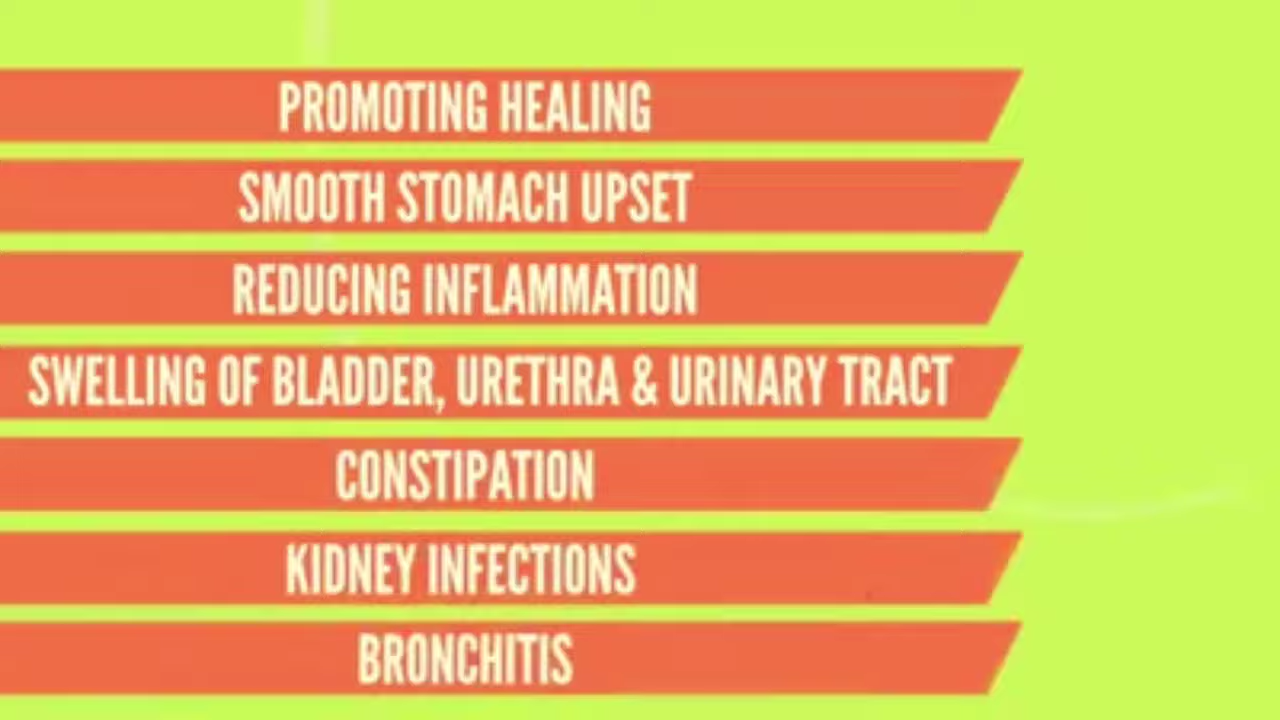 PROMOTING HEALING
SMOOTH STOMACH UPSET
REDUCING INFLAMMATION
SWELLING OF BLADDER, URETHRA & URINARY TRACT
CONSTIPATION
KIDNEY INFECTIONS
BRONCHITIS